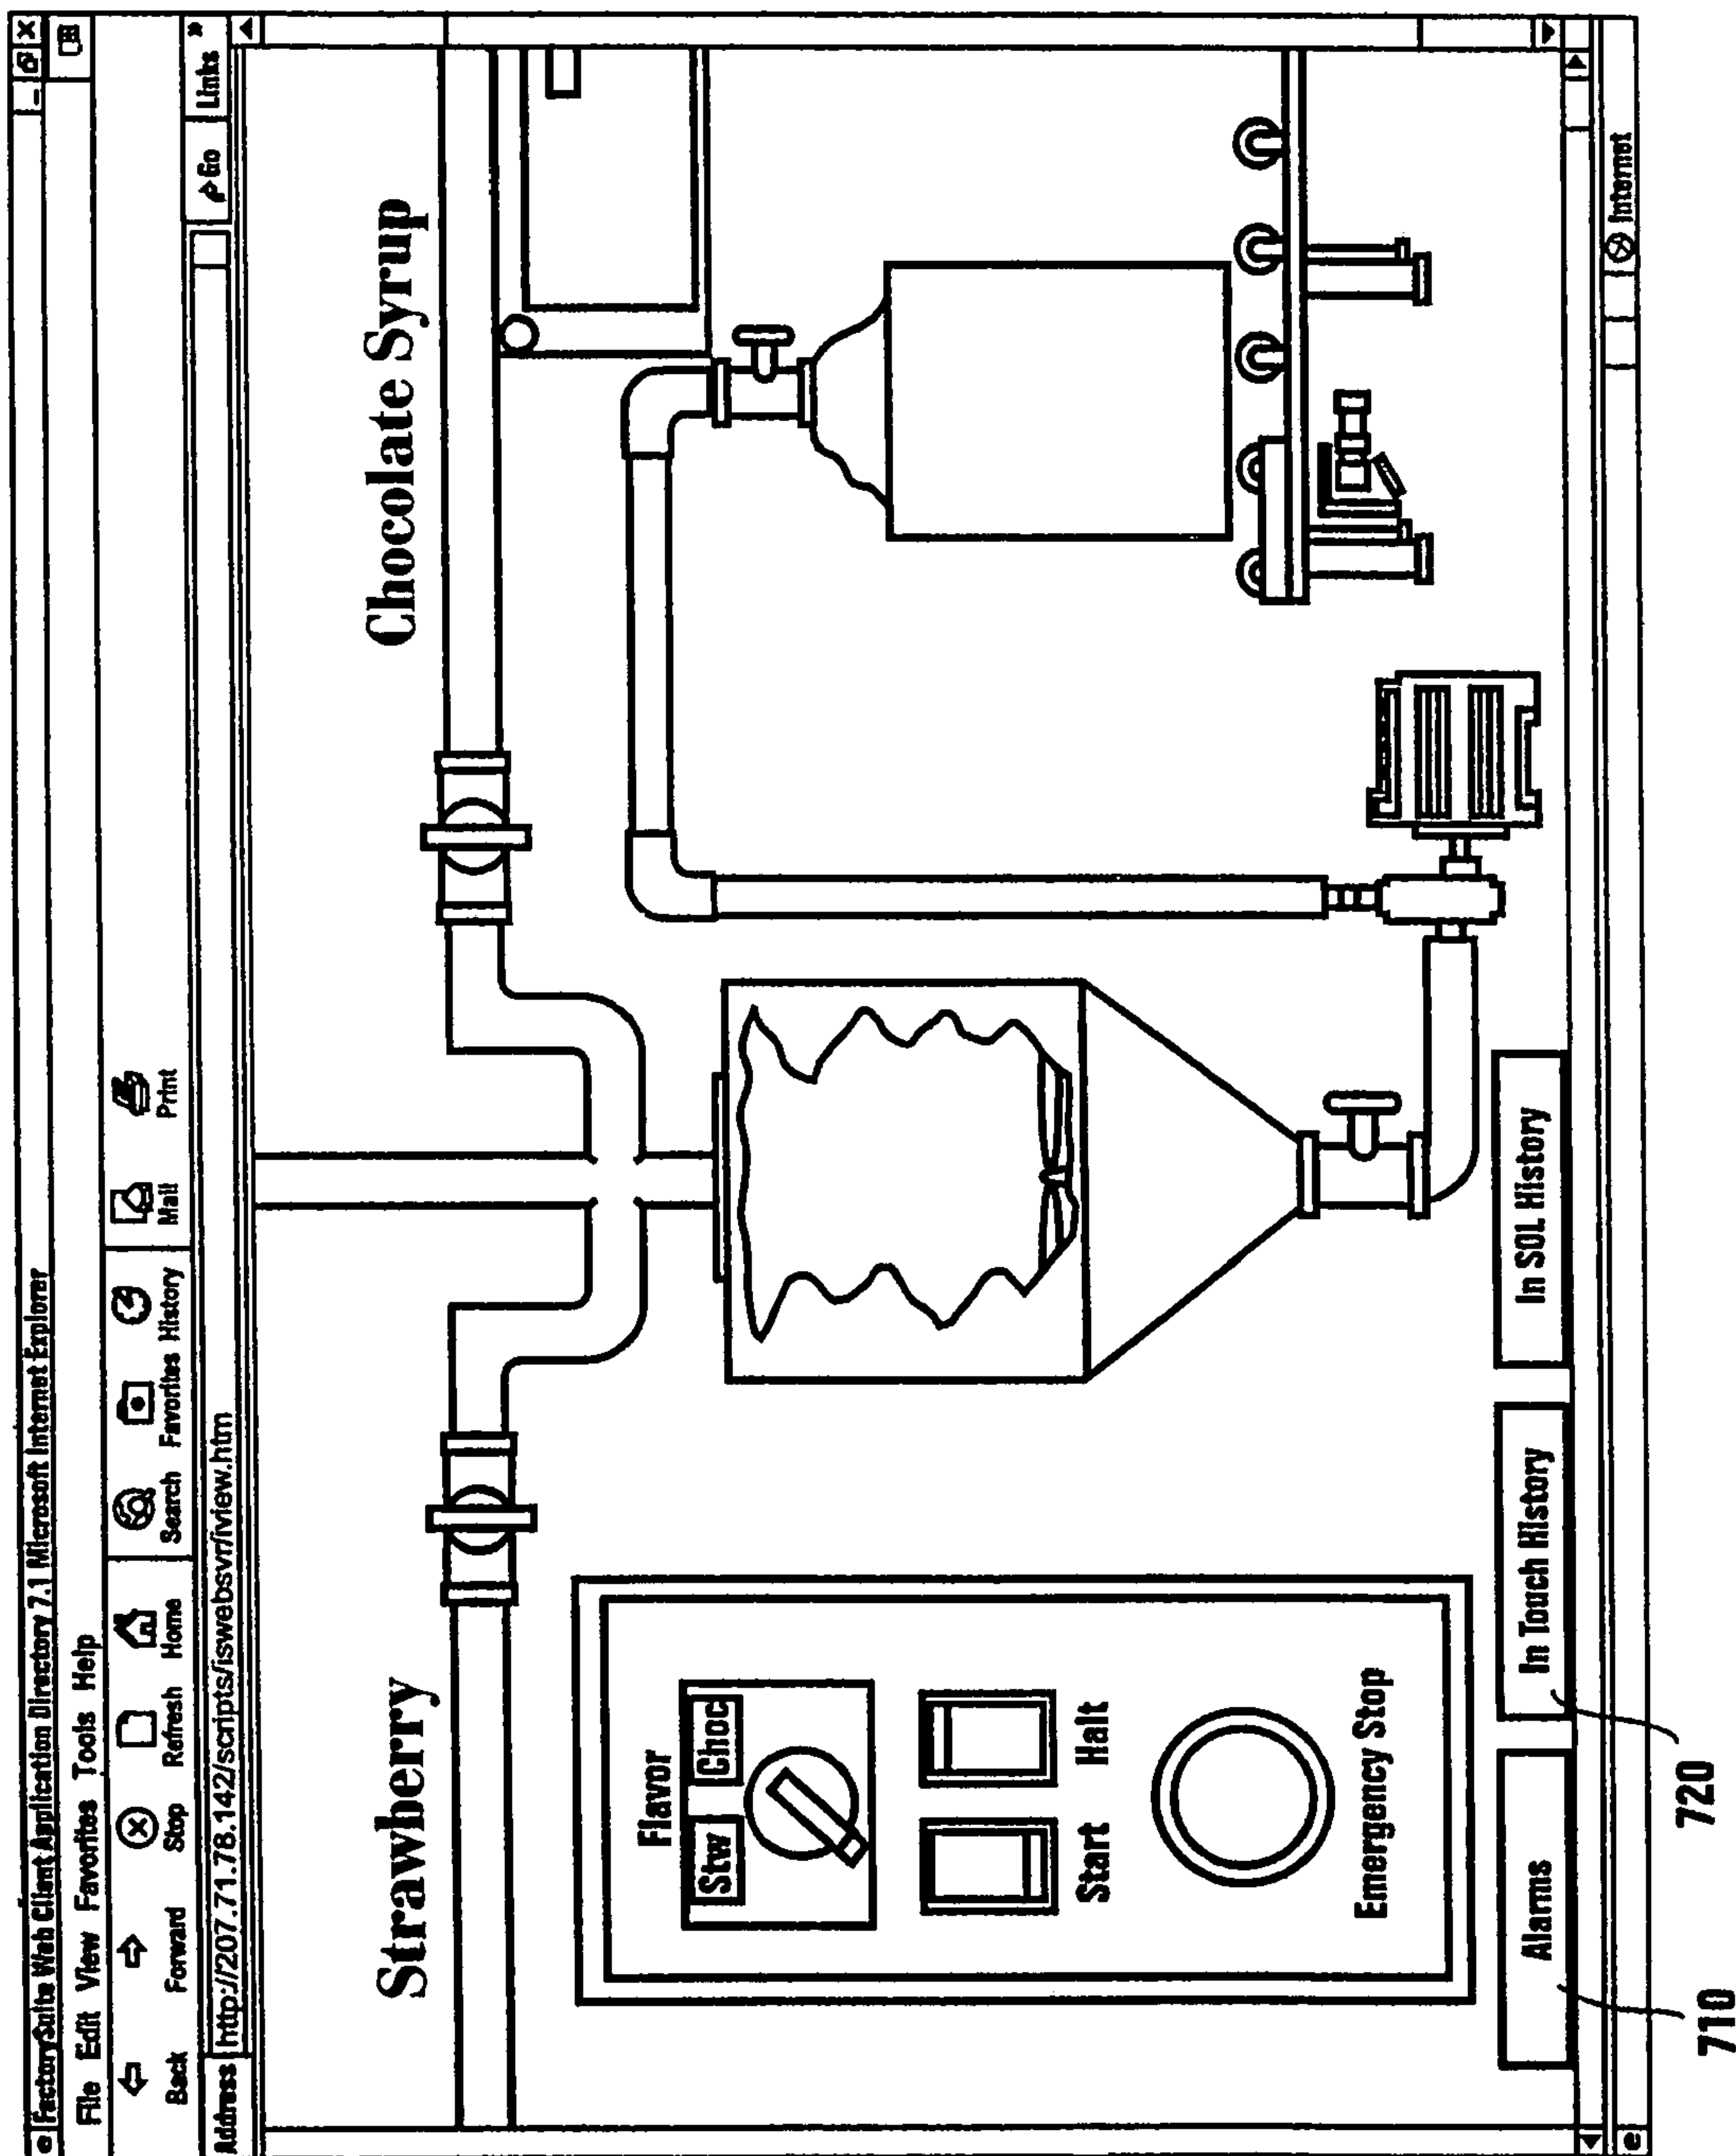 FactorySuite Web Client Application Directory 7.1 Microsoft Internet Explorer
File Edit View Favorites Tools Help
Back Forward Stop Refresh Home Search Favorites History Mail Print
Address http://207.71.78.142/scripts/iswebsvr/iview.htm Go Links »
Strawberry Chocolate Syrup
Flavor
Stw Choc
Start Halt
Emergency Stop
Alarms In Touch History In SQL History
Internet
710 720